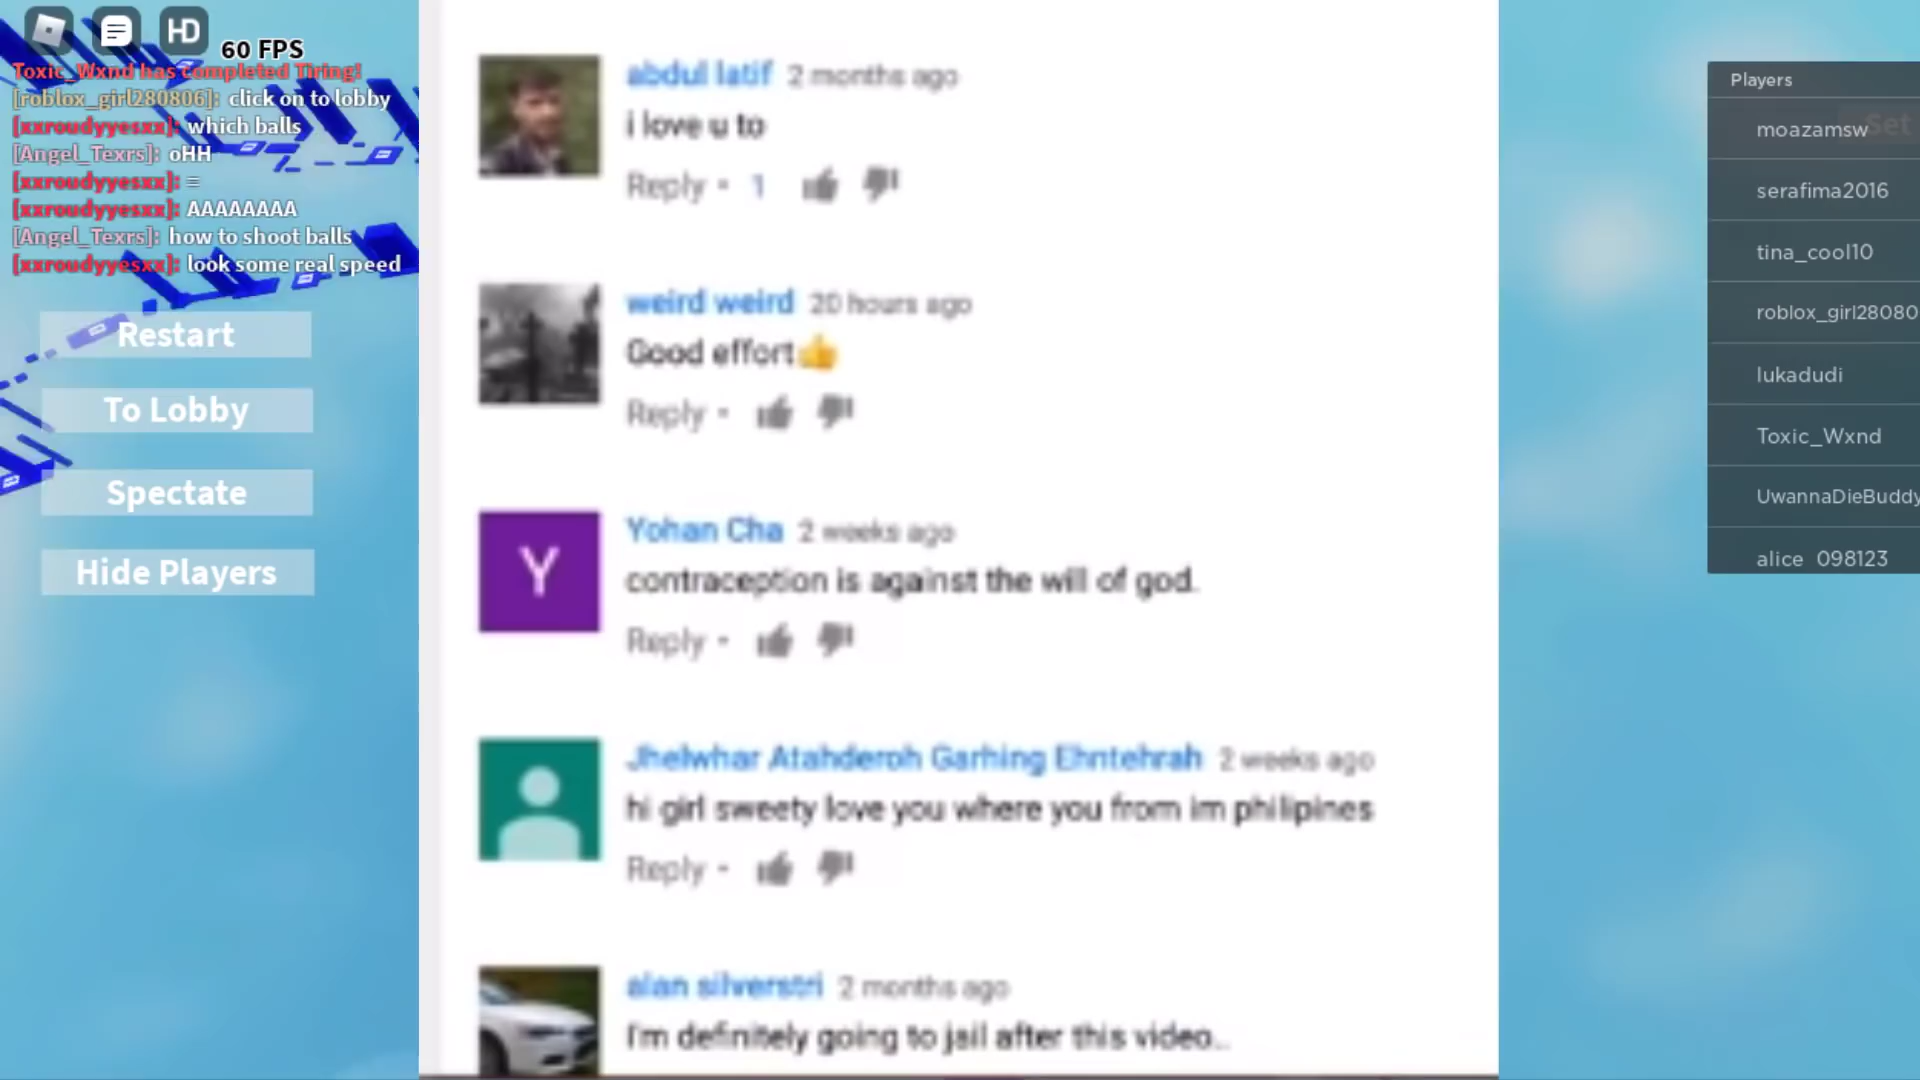 HD
60 FPS
Toxic_Wxnd has completed Tiring!
[roblox_girl280806]: click on to lobby
[xxroudyyesxx]: which balls
[Angel_Texrs]: oHH
[xxroudyyesxx]: =
[xxroudyyesxx]: AAAAAAAA
[Angel_Texrs]: how to shoot balls
[xxroudyyesxx]: look some real speed
Restart
To Lobby
Spectate
Hide Players
abdul latif 2 months ago
i love u to
Reply • 1
weird weird 20 hours ago
Good effort👍
Reply •
Y
Yohan Cha 2 weeks ago
contraception is against the will of god.
Reply •
Jhelwhar Atahderoh Garhing Ehntehrah 2 weeks ago
hi girl sweety love you where you from im philipines
Reply •
alan silverstri 2 months ago
I'm definitely going to jail after this video..
Players
Set
moazamsw
serafima2016
tina_cool10
roblox_girl28080
lukadudi
Toxic_Wxnd
UwannaDieBuddy
alice_098123